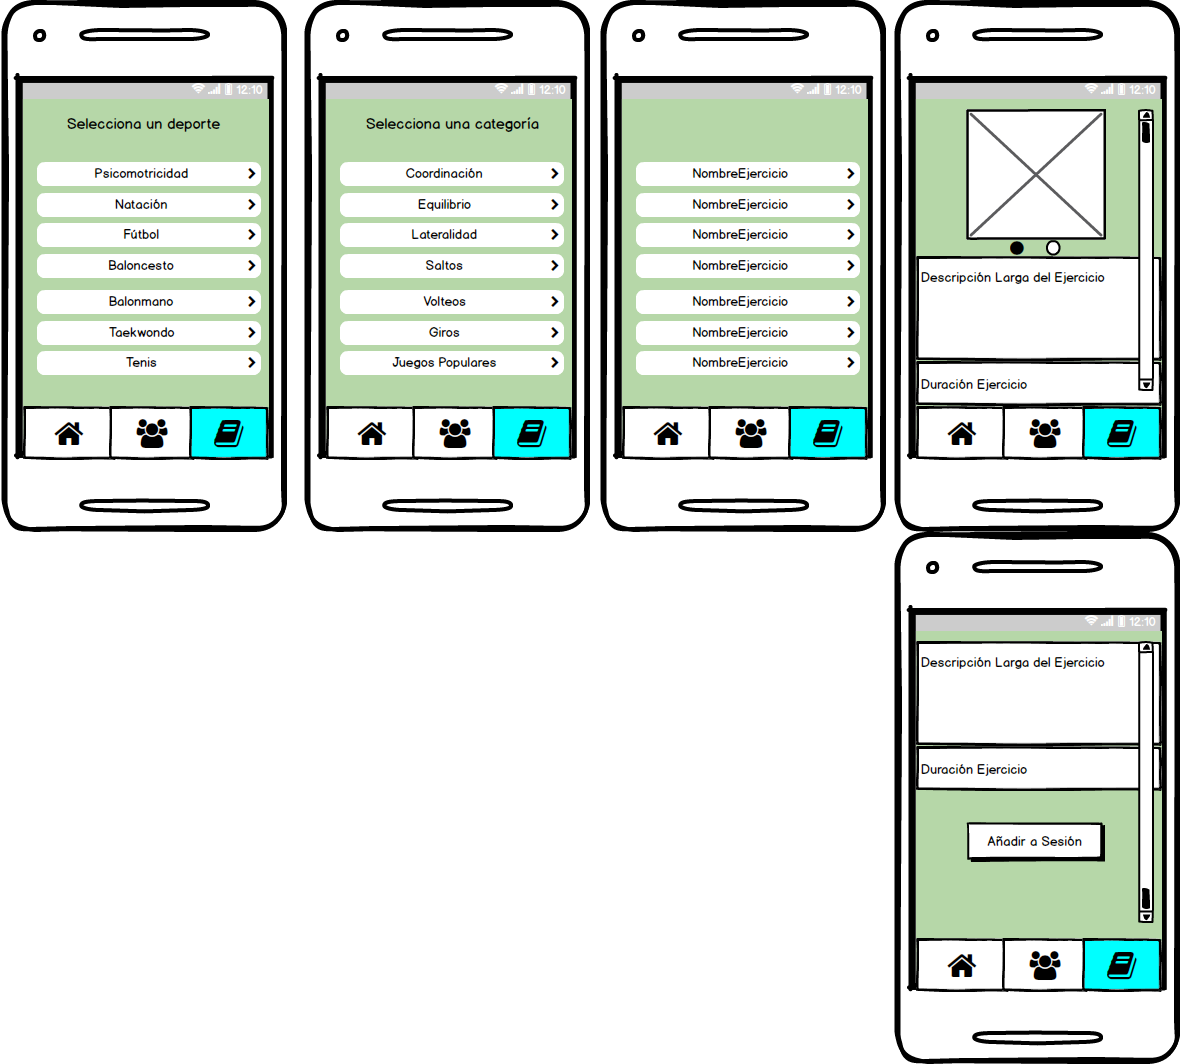 12:10
Selecciona un deporte
Psicomotricidad
Natación
Fútbol
Baloncesto
Balonmano
Taekwondo
Tenis
12:10
Selecciona una categoría
Coordinación
Equilibrio
Lateralidad
Saltos
Volteos
Giros
Juegos Populares
12:10
NombreEjercicio
NombreEjercicio
NombreEjercicio
NombreEjercicio
NombreEjercicio
NombreEjercicio
NombreEjercicio
12:10
Descripción Larga del Ejercicio
Duración Ejercicio
12:10
Descripción Larga del Ejercicio
Duración Ejercicio
Añadir a Sesión